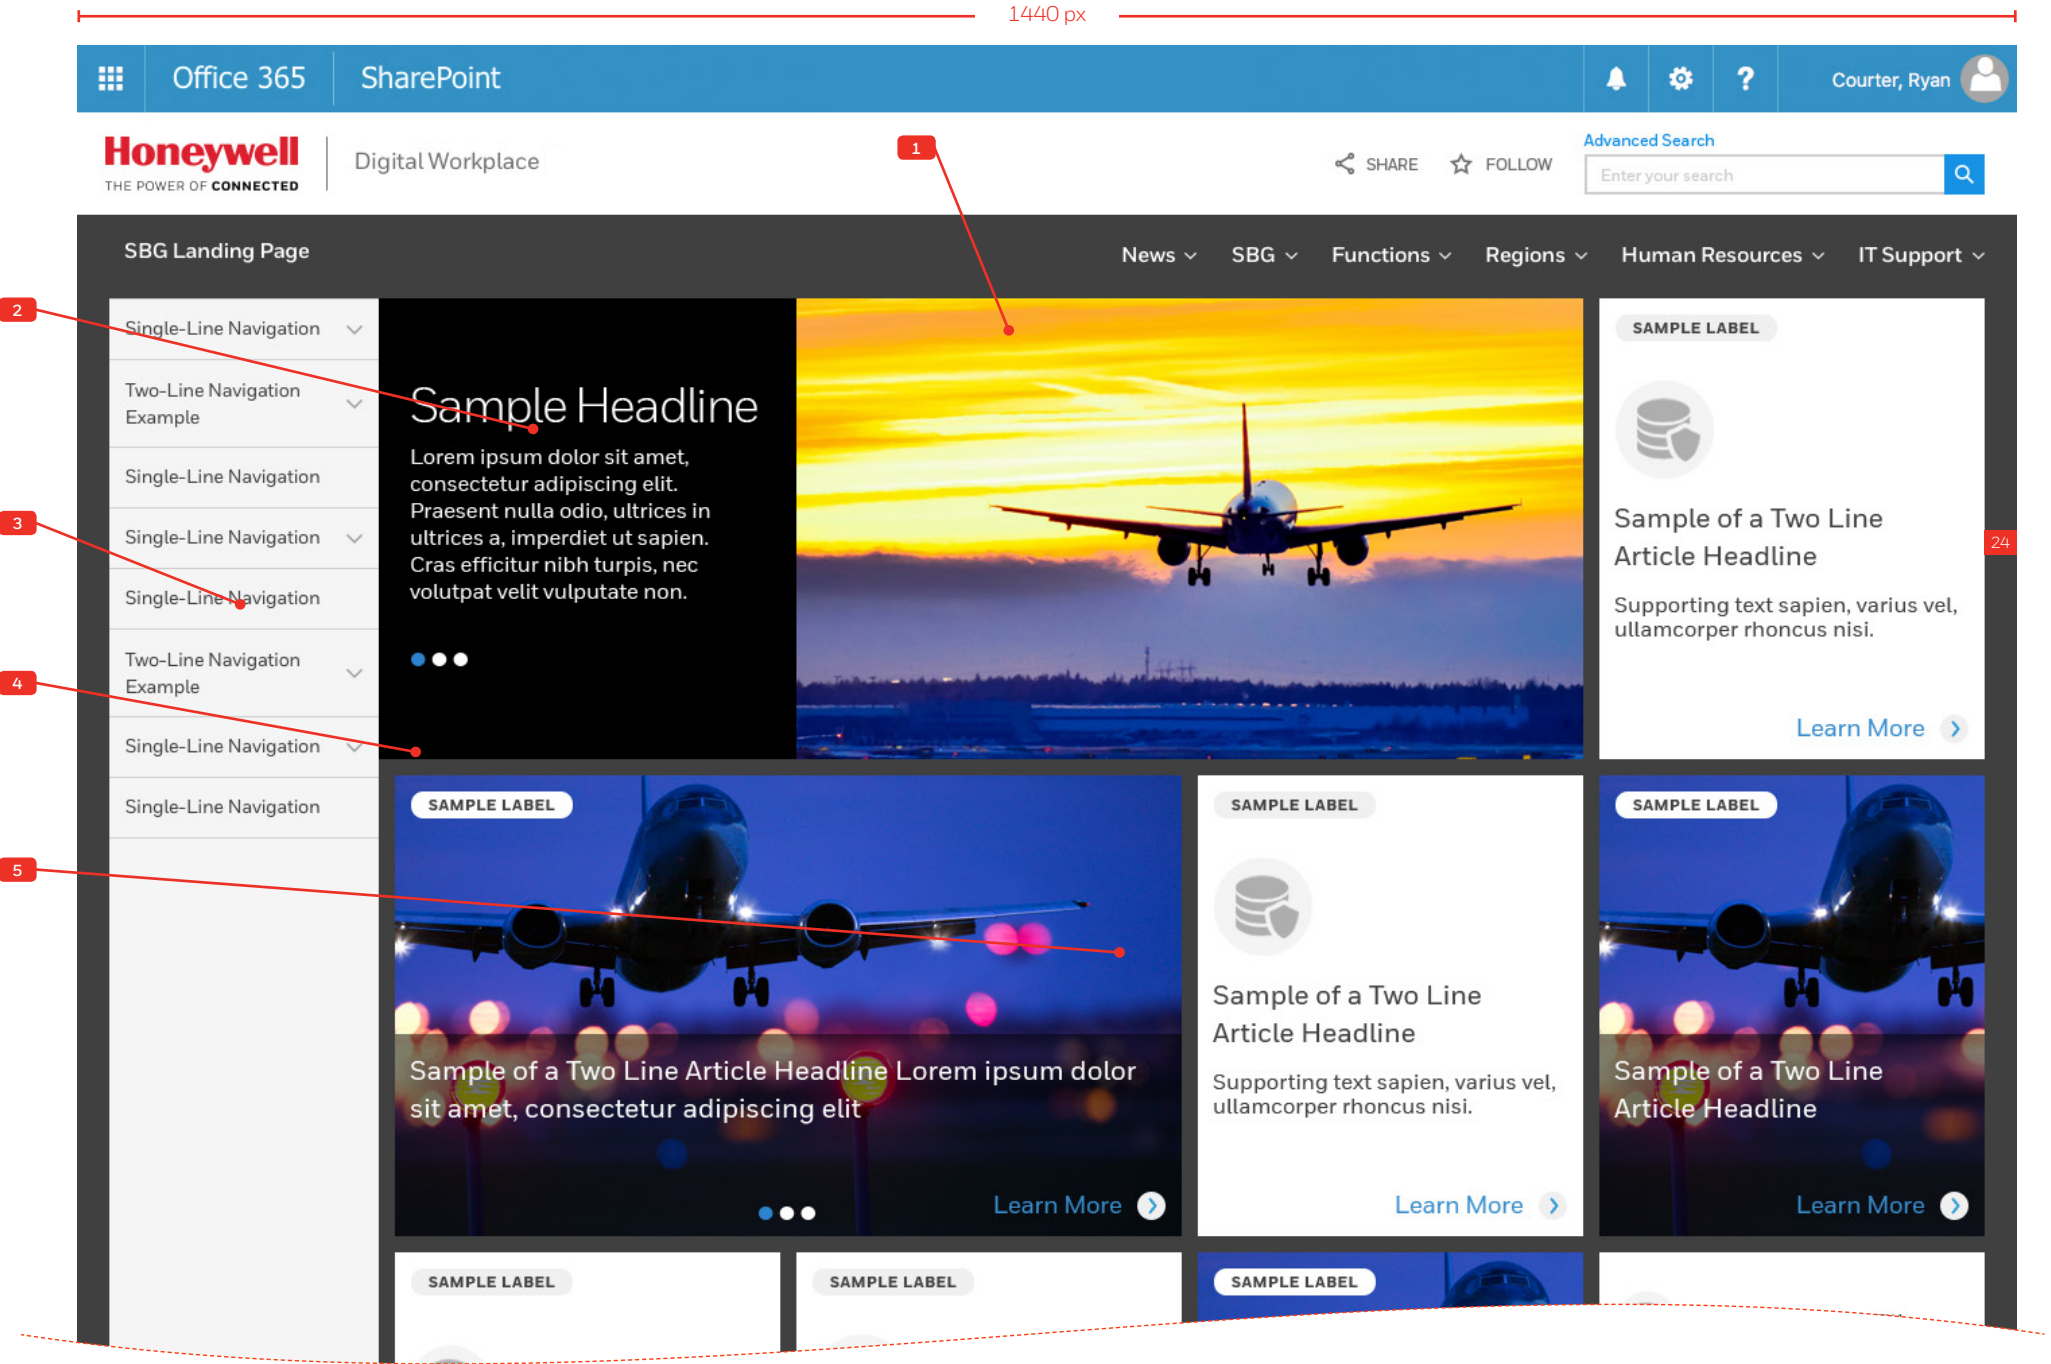 1440 px
Office 365
SharePoint
?
Courter, Ryan
Honeywell
THE POWER OF CONNECTED
Digital Workplace
1
SHARE
FOLLOW
Advanced Search
Enter your search
SBG Landing Page
News
SBG
Functions
Regions
Human Resources
IT Support
2
3
4
5
Single-Line Navigation
Two-Line Navigation
Example
Single-Line Navigation
Single-Line Navigation
Single-Line Navigation
Two-Line Navigation
Example
Single-Line Navigation
Single-Line Navigation
Sample Headline
Lorem ipsum dolor sit amet,
consectetur adipiscing elit.
Praesent nulla odio, ultrices in
ultrices a, imperdiet ut sapien.
Cras efficitur nibh turpis, nec
volutpat velit vulputate non.
SAMPLE LABEL
Sample of a Two Line
Article Headline
Supporting text sapien, varius vel,
ullamcorper rhoncus nisi.
Learn More
24
SAMPLE LABEL
Sample of a Two Line Article Headline Lorem ipsum dolor
sit amet, consectetur adipiscing elit
Learn More
SAMPLE LABEL
Sample of a Two Line
Article Headline
Supporting text sapien, varius vel,
ullamcorper rhoncus nisi.
Learn More
SAMPLE LABEL
Sample of a Two Line
Article Headline
Learn More
SAMPLE LABEL
SAMPLE LABEL
SAMPLE LABEL